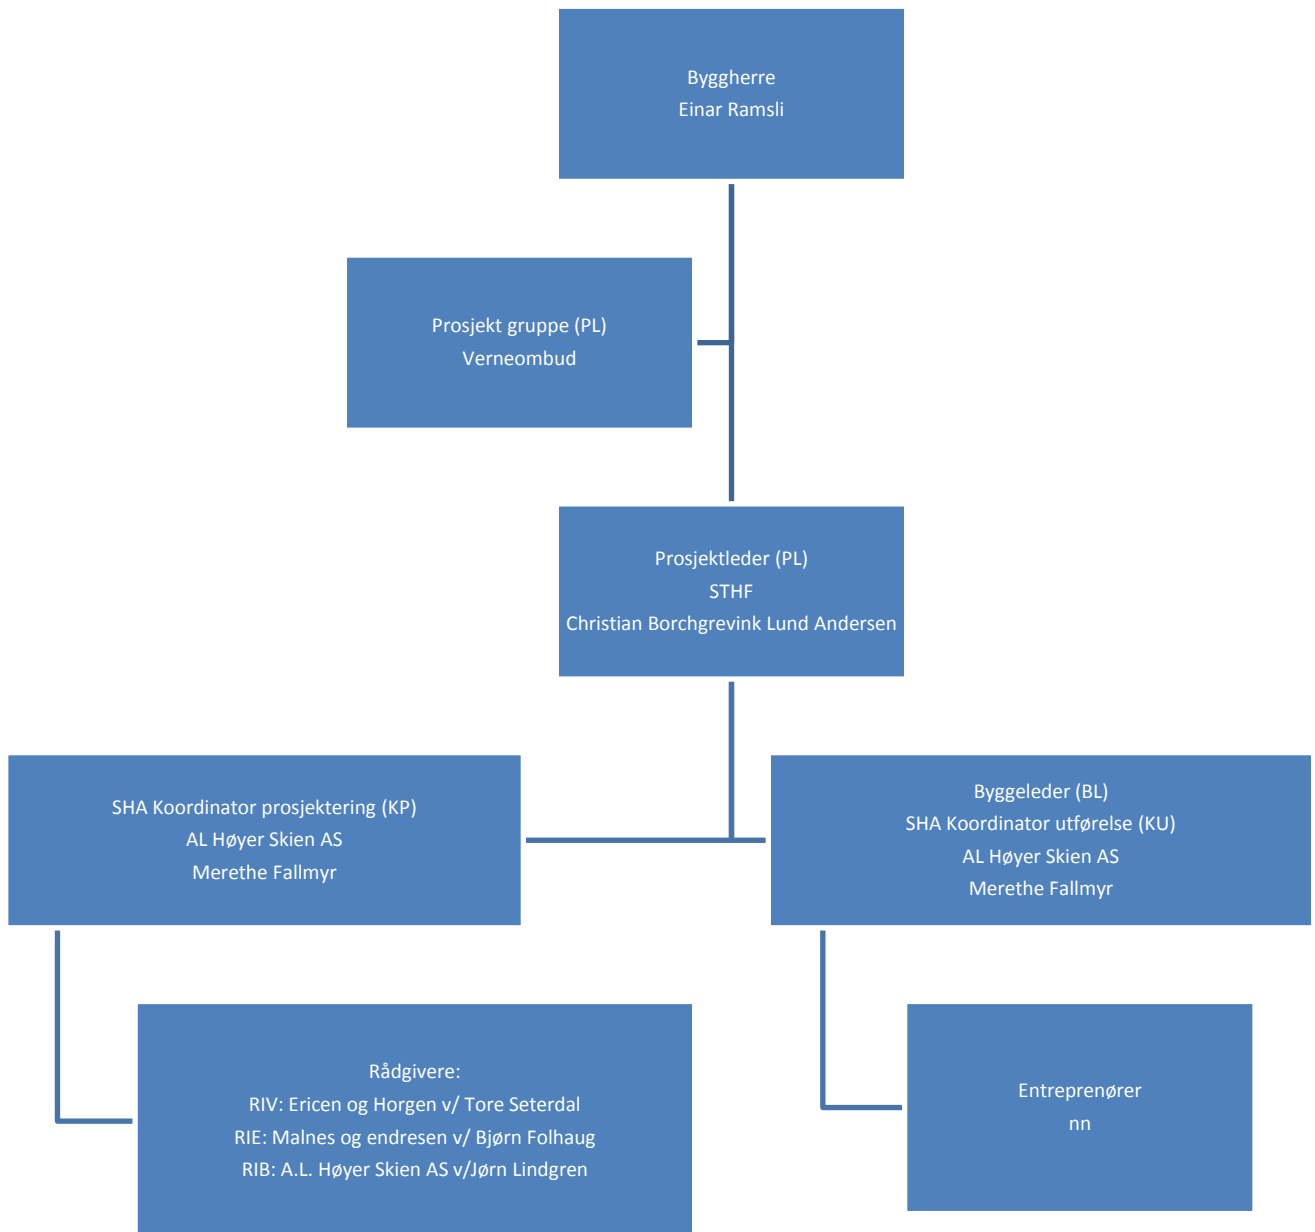 Byggherre
Einar Ramsli
Prosjekt gruppe (PL)
Verneombud
Prosjektleder (PL)
STHF
Christian Borchgrevink Lund Andersen
SHA Koordinator prosjektering (KP)
AL Høyer Skien AS
Merethe Fallmyr
Byggeleder (BL)
SHA Koordinator utførelse (KU)
AL Høyer Skien AS
Merethe Fallmyr
Rådgivere:
RIV: Ericen og Horgen v/ Tore Seterdal
RIE: Malnes og endresen v/ Bjørn Folhaug
RIB: A.L. Høyer Skien AS v/Jørn Lindgren
Entreprenører
nn